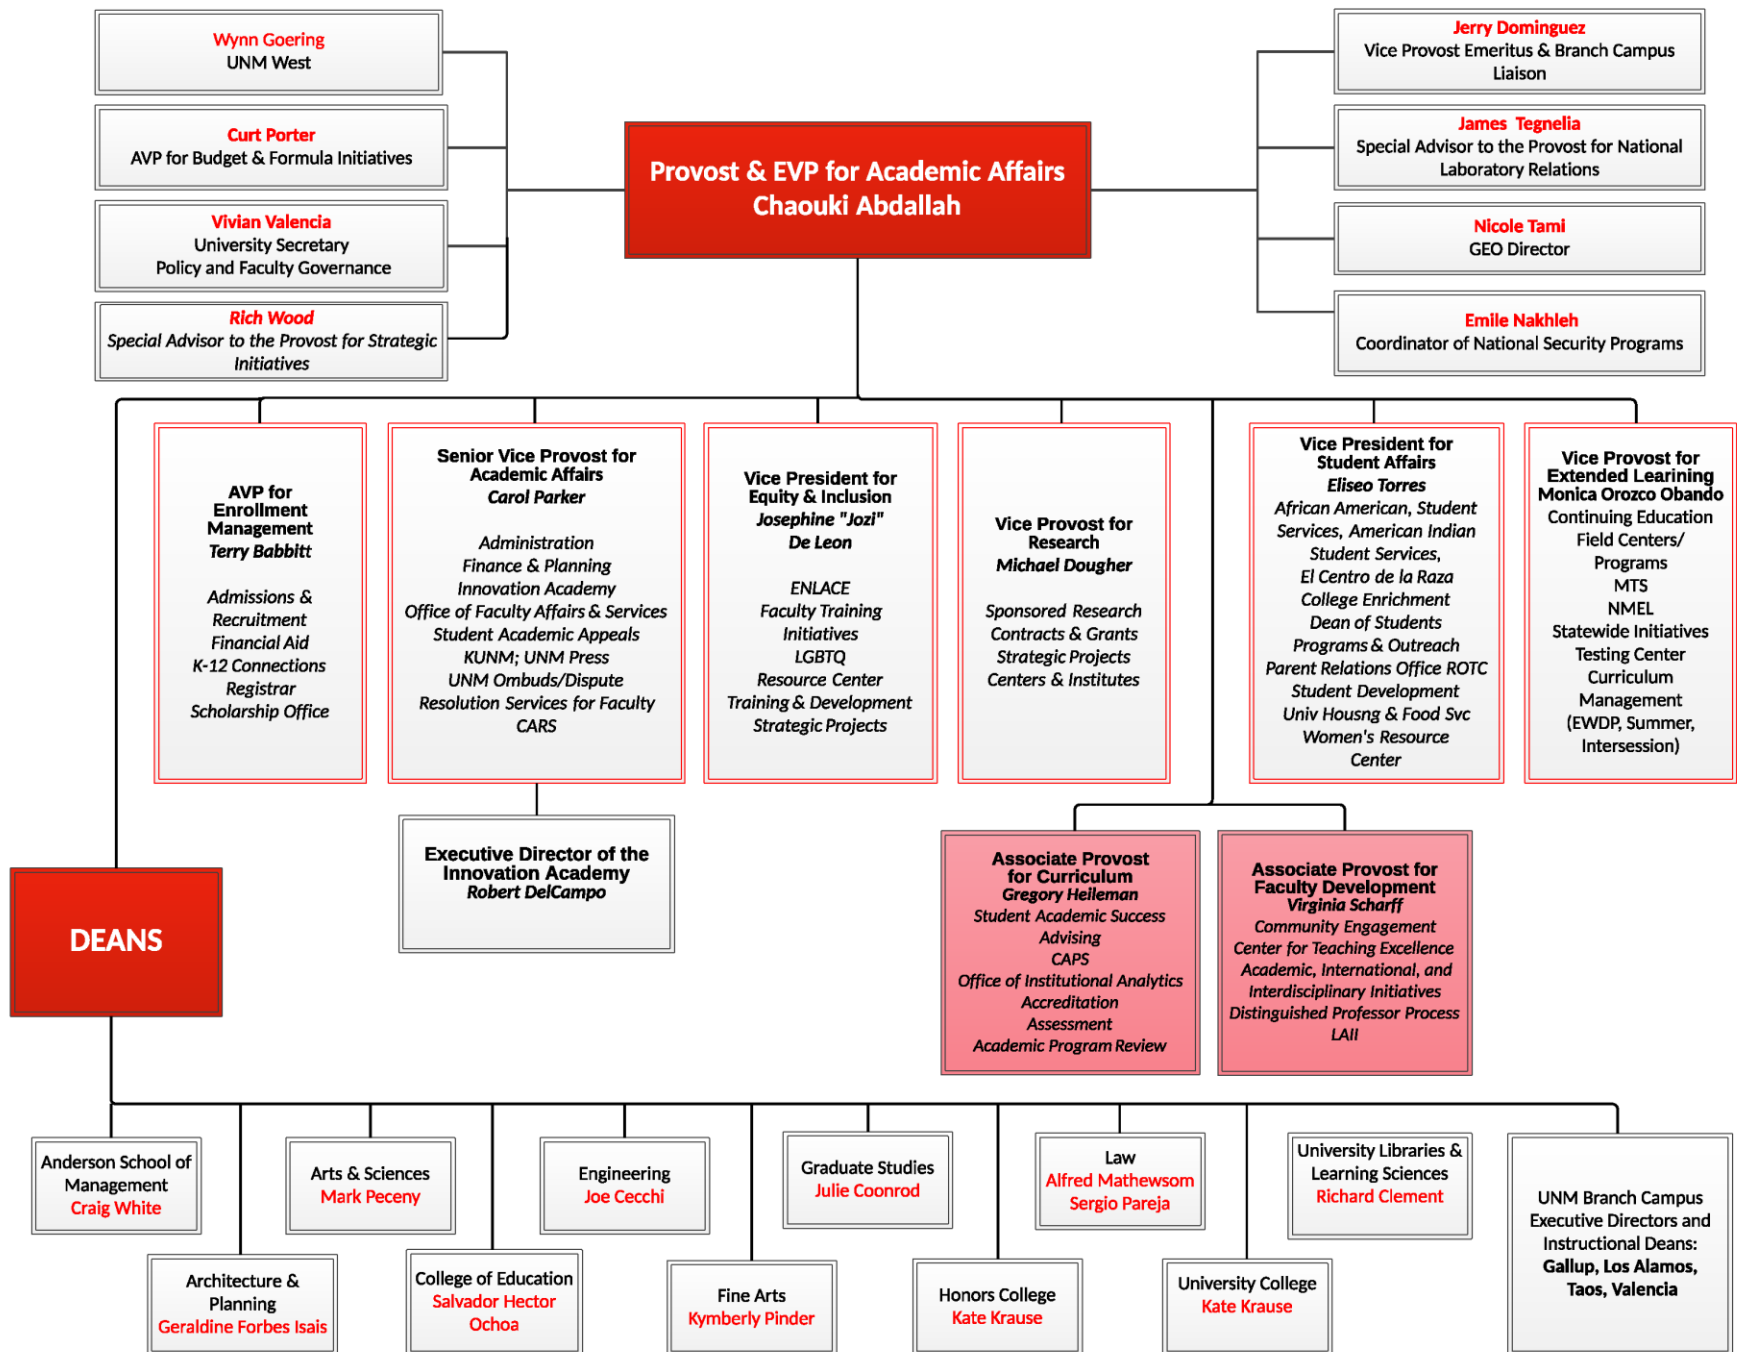 Wynn Goering
UNM West
Curt Porter
AVP for Budget & Formula Initiatives
Vivian Valencia
University Secretary
Policy and Faculty Governance
Rich Wood
Special Advisor to the Provost for Strategic
Initiatives
Provost & EVP for Academic Affairs
Chaouki Abdallah
Jerry Dominguez
Vice Provost Emeritus & Branch Campus
Liaison
James Tegnelia
Special Advisor to the Provost for National
Laboratory Relations
Nicole Tami
GEO Director
Emile Nakhleh
Coordinator of National Security Programs
AVP for
Enrollment
Management
Terry Babbitt
Admissions &
Recruitment
Financial Aid
K-12 Connections
Registrar
Scholarship Office
Senior Vice Provost for
Academic Affairs
Carol Parker
Administration
Finance & Planning
Innovation Academy
Office of Faculty Affairs & Services
Student Academic Appeals
KUNM; UNM Press
UNM Ombuds/Dispute
Resolution Services for Faculty
CARS
Vice President for
Equity & Inclusion
Josephine "Jozi"
De Leon
ENLACE
Faculty Training
Initiatives
LGBTQ
Resource Center
Training & Development
Strategic Projects
Vice Provost for
Research
Michael Dougher
Sponsored Research
Contracts & Grants
Strategic Projects
Centers & Institutes
Vice President for
Student Affairs
Eliseo Torres
African American, Student
Services, American Indian
Student Services,
El Centro de la Raza
College Enrichment
Dean of Students
Programs & Outreach
Parent Relations Office ROTC
Student Development
Univ Housng & Food Svc
Women's Resource
Center
Vice Provost for
Extended Learining
Monica Orozco Obando
Continuing Education
Field Centers/
Programs
MTS
NMEL
Statewide Initiatives
Testing Center
Curriculum
Management
(EWDP, Summer,
Intersession)
Executive Director of the
Innovation Academy
Robert DelCampo
Associate Provost
for Curriculum
Gregory Heileman
Student Academic Success
Advising
CAPS
Office of Institutional Analytics
Accreditation
Assessment
Academic Program Review
Associate Provost for
Faculty Development
Virginia Scharff
Community Engagement
Center for Teaching Excellence
Academic, International, and
Interdisciplinary Initiatives
Distinguished Professor Process
LAII
DEANS
Anderson School of
Management
Craig White
Architecture &
Planning
Geraldine Forbes Isais
Arts & Sciences
Mark Peceny
College of Education
Salvador Hector
Ochoa
Engineering
Joe Cecchi
Fine Arts
Kymberly Pinder
Graduate Studies
Julie Coonrod
Honors College
Kate Krause
Law
Alfred Mathewsom
Sergio Pareja
University College
Kate Krause
University Libraries &
Learning Sciences
Richard Clement
UNM Branch Campus
Executive Directors and
Instructional Deans:
Gallup, Los Alamos,
Taos, Valencia